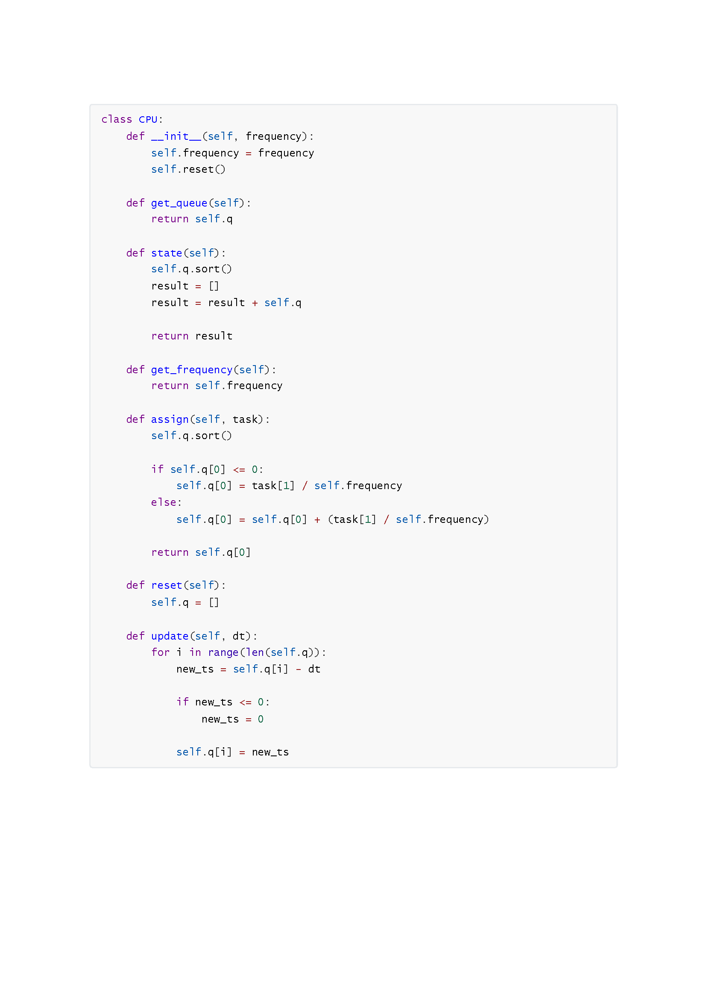 class CPU:
    def __init__(self, frequency):
        self.frequency = frequency
        self.reset()

    def get_queue(self):
        return self.q

    def state(self):
        self.q.sort()
        result = []
        result = result + self.q

        return result

    def get_frequency(self):
        return self.frequency

    def assign(self, task):
        self.q.sort()

        if self.q[0] <= 0:
            self.q[0] = task[1] / self.frequency
        else:
            self.q[0] = self.q[0] + (task[1] / self.frequency)

        return self.q[0]

    def reset(self):
        self.q = []

    def update(self, dt):
        for i in range(len(self.q)):
            new_ts = self.q[i] - dt

            if new_ts <= 0:
                new_ts = 0

            self.q[i] = new_ts